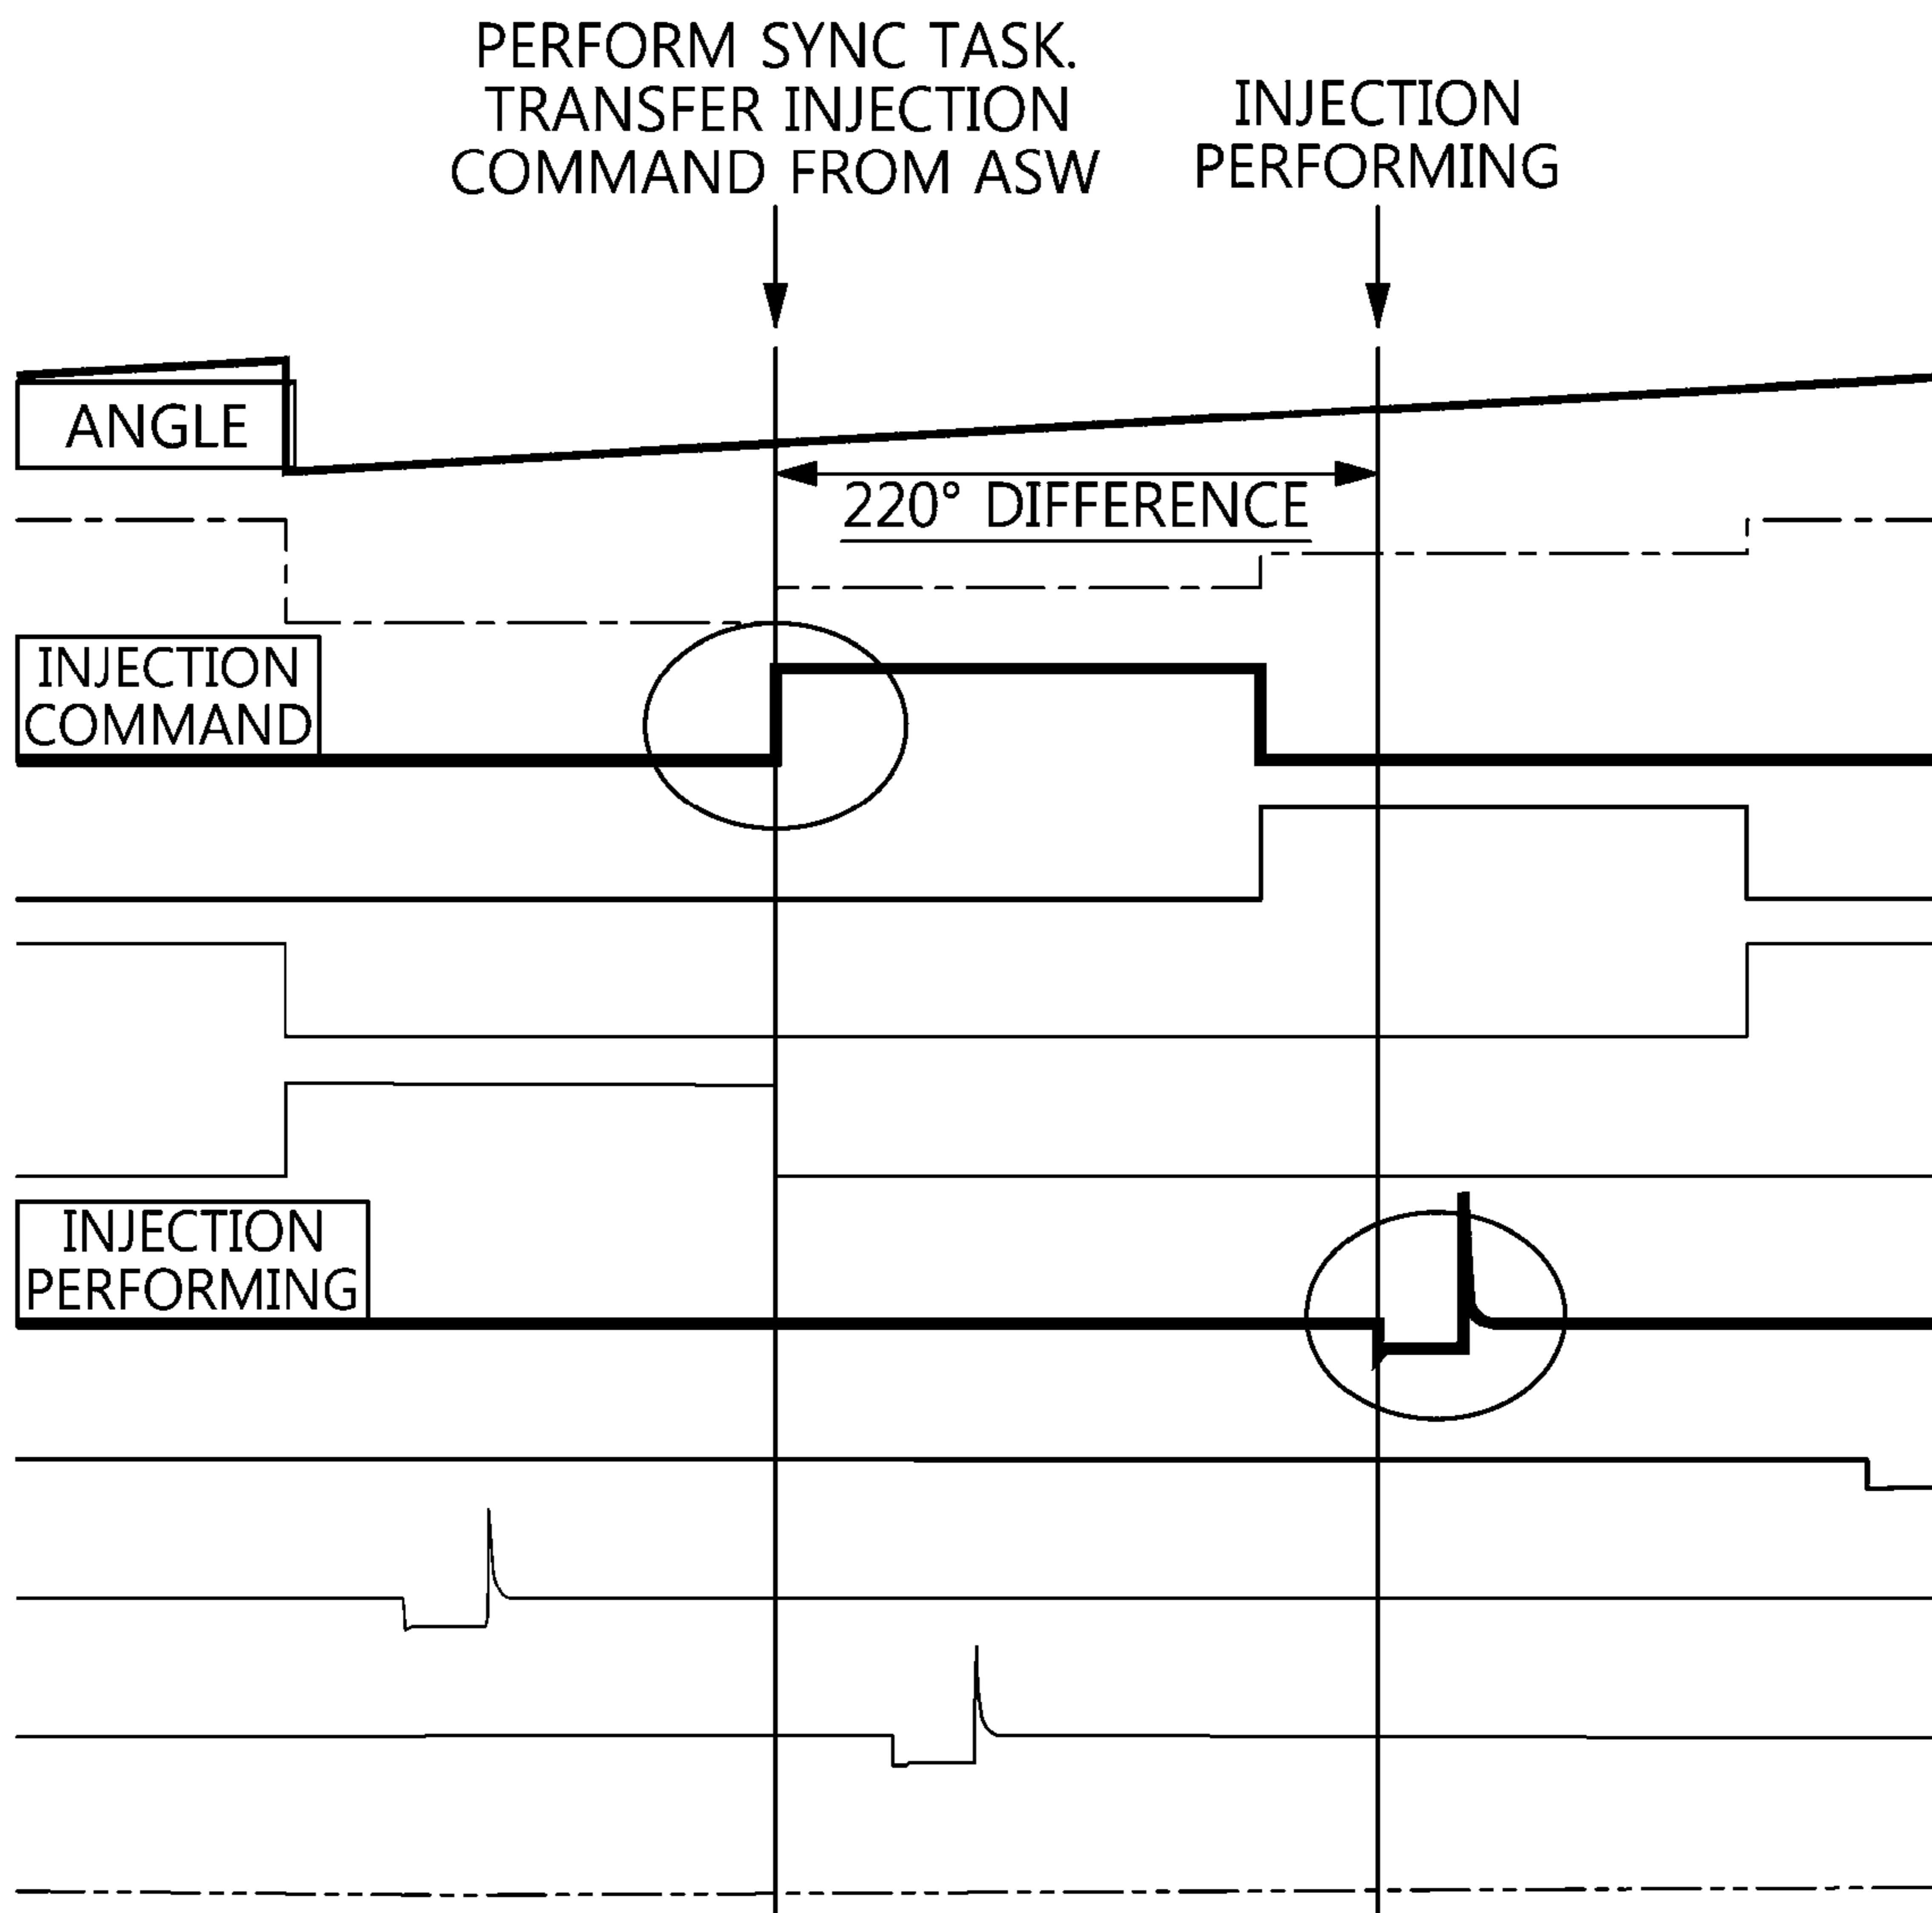 PERFORM SYNC TASK.
TRANSFER INJECTION
COMMAND FROM ASW
INJECTION
PERFORMING
ANGLE
220° DIFFERENCE
INJECTION
COMMAND
INJECTION
PERFORMING